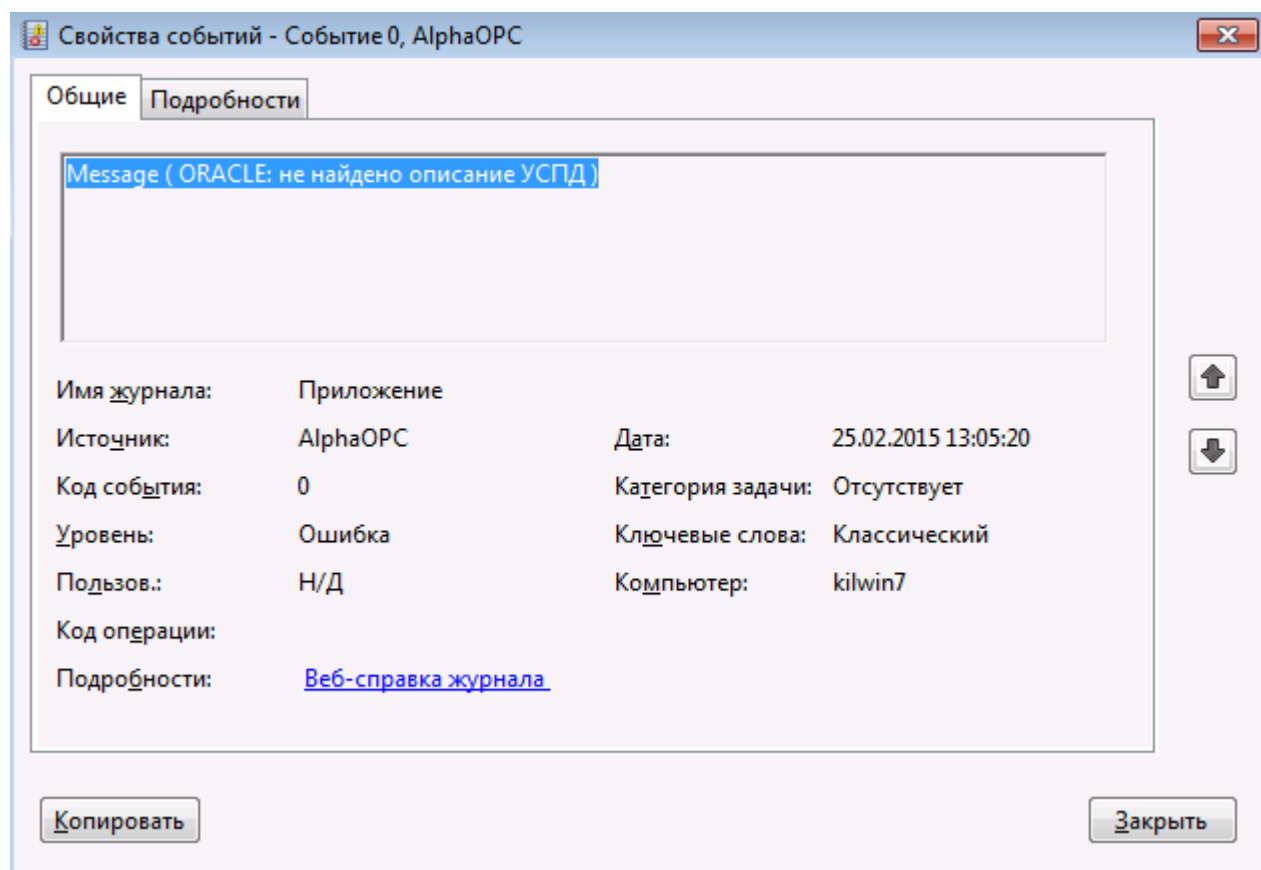 Свойства событий - Событие 0, AlphaOPC
Общие Подробности
Message ( ORACLE: не найдено описание УСПД )
Имя журнала: Приложение
Источник: AlphaOPC Дата: 25.02.2015 13:05:20
Код события: 0 Категория задачи: Отсутствует
Уровень: Ошибка Ключевые слова: Классический
Пользов.: Н/Д Компьютер: kilwin7
Код операции:
Подробности: Веб-справка журнала
Копировать Закрыть